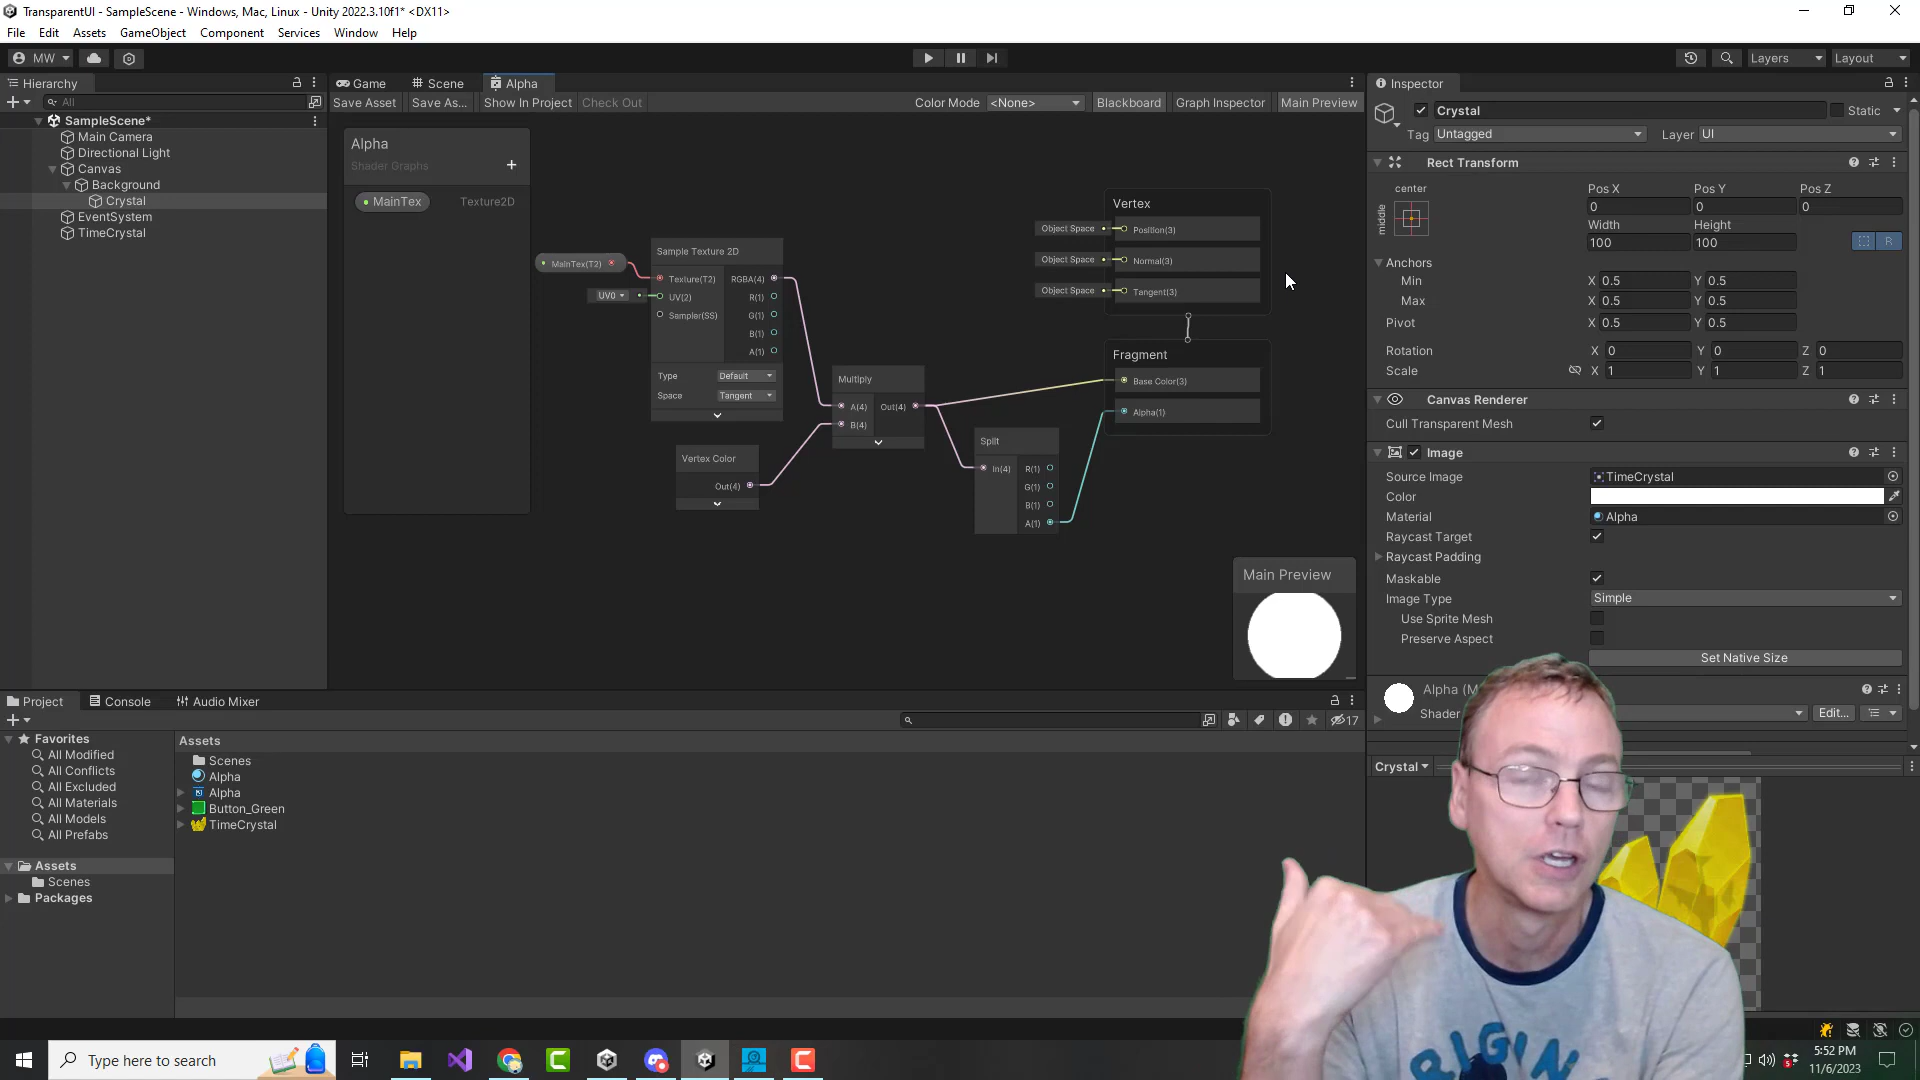 TransparentUI - SampleScene - Windows, Mac, Linux - Unity 2022.3.10f1* <DX11>
File Edit Assets GameObject Component Services Window Help
MW
Layers Layout
Hierarchy
All
SampleScene*
Main Camera
Directional Light
Canvas
Background
Crystal
EventSystem
TimeCrystal
Game Scene Alpha
Save Asset Save As... Show In Project Check Out Color Mode <None> Blackboard Graph Inspector Main Preview
Alpha
Shader Graphs
MainTex Texture2D
MainTex(T2)
UV0
Sample Texture 2D
Texture(T2) RGBA(4)
UV(2) R(1)
Sampler(SS) G(1)
B(1)
A(1)
Type Default
Space Tangent
Vertex Color
Out(4)
Multiply
A(4) Out(4)
B(4)
Split
In(4) R(1)
G(1)
B(1)
A(1)
Vertex
Object Space Position(3)
Object Space Normal(3)
Object Space Tangent(3)
Fragment
Base Color(3)
Alpha(1)
Main Preview
Inspector
Crystal Static
Tag Untagged Layer UI
Rect Transform
center Pos X Pos Y Pos Z
middle 0 0 0
Width Height
100 100 R
Anchors
Min X 0.5 Y 0.5
Max X 0.5 Y 0.5
Pivot X 0.5 Y 0.5
Rotation X 0 Y 0 Z 0
Scale X 1 Y 1 Z 1
Canvas Renderer
Cull Transparent Mesh
Image
Source Image TimeCrystal
Color
Material Alpha
Raycast Target
Raycast Padding
Maskable
Image Type Simple
Use Sprite Mesh
Preserve Aspect
Set Native Size
Alpha (M
Shader Edit...
Crystal
Project Console Audio Mixer
17
Favorites
All Modified
All Conflicts
All Excluded
All Materials
All Models
All Prefabs
Assets
Scenes
Packages
Assets
Scenes
Alpha
Alpha
Button_Green
TimeCrystal
Type here to search
5:52 PM
11/6/2023